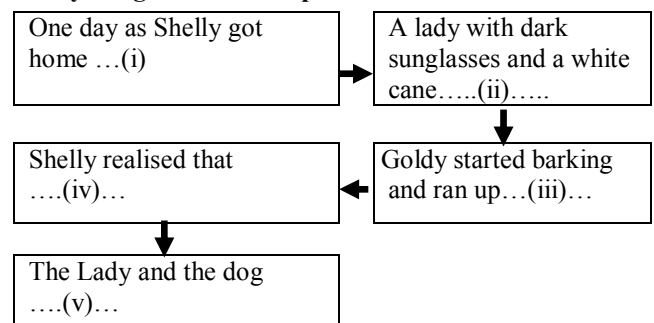 One day as Shelly got
home …(i)
A lady with dark
sunglasses and a white
cane…..(ii)…..
Goldy started barking
and ran up…(iii)…
Shelly realised that
….(iv)…
The Lady and the dog
….(v)…